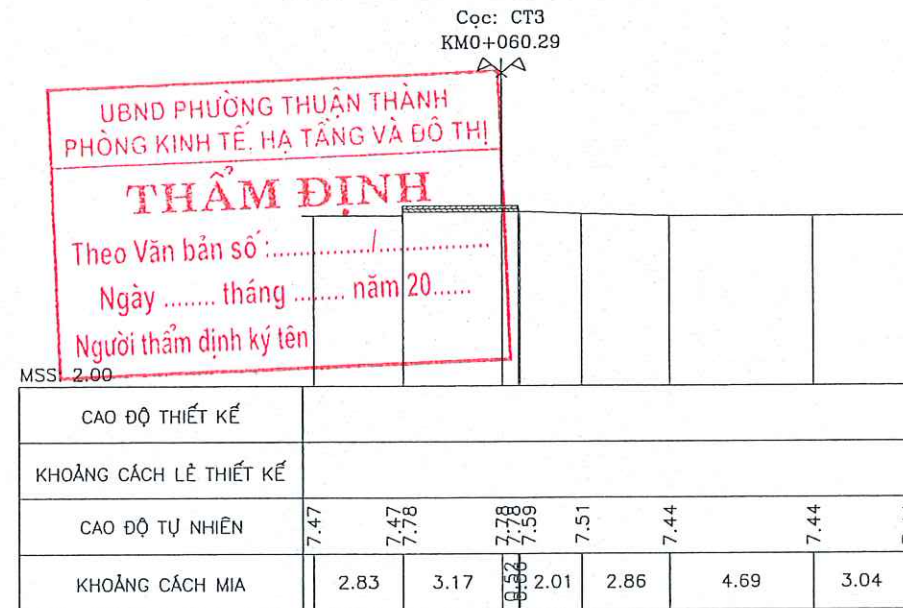 Cọc: CT3
KM0+060.29
UBND PHƯỜNG THUẬN THÀNH
PHÒNG KINH TẾ, HẠ TẦNG VÀ ĐÔ THỊ
THẨM ĐỊNH
Theo Văn bản số :................/..................
Ngày ........ tháng ........ năm 20......
Người thẩm định ký tên
MSS: 2.00
CAO ĐỘ THIẾT KẾ
KHOẢNG CÁCH LẺ THIẾT KẾ
CAO ĐỘ TỰ NHIÊN 7.47 7.47 7.78 7.78 7.78 7.59 7.51 7.44 7.44
KHOẢNG CÁCH MIA 2.83 3.17 0.52 2.01 2.86 4.69 3.04